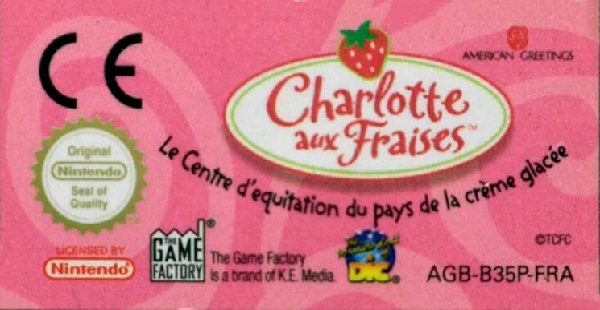 CE
AMERICAN GREETINGS
Charlotte
aux Fraises™
Le Centre d'equitation du pays de la crème glacée
Original
Nintendo
Seal of
Quality
©TCFC
LICENSED BY
Nintendo®
THE
GAME
FACTORY®
The Game Factory
is a brand of K.E. Media.
DiC®
AGB-B35P-FRA